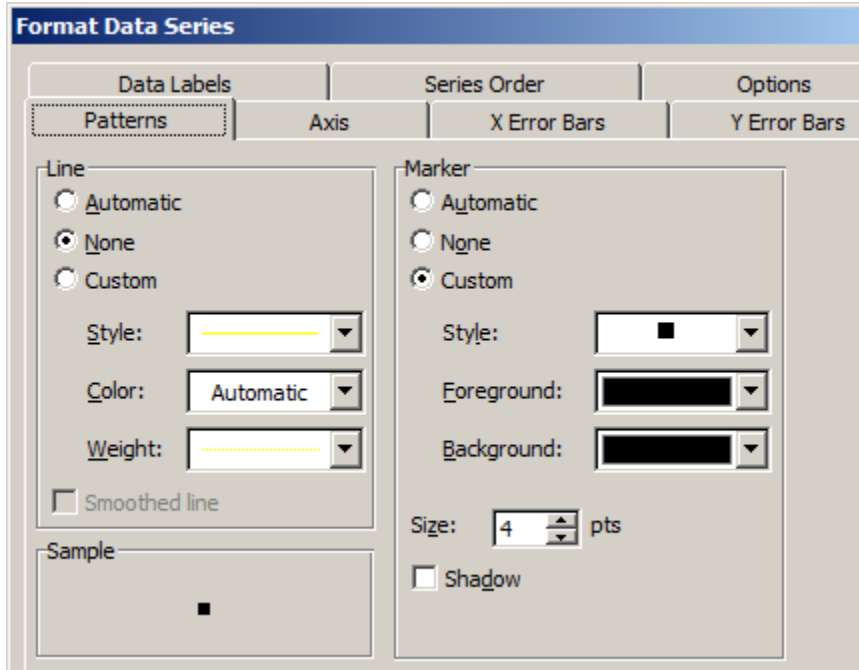 Format Data Series
Data Labels Series Order Options
Patterns Axis X Error Bars Y Error Bars
Line
Automatic
None
Custom
Style:
Color: Automatic
Weight:
Smoothed line
Sample
Marker
Automatic
None
Custom
Style:
Foreground:
Background:
Size: 4 pts
Shadow